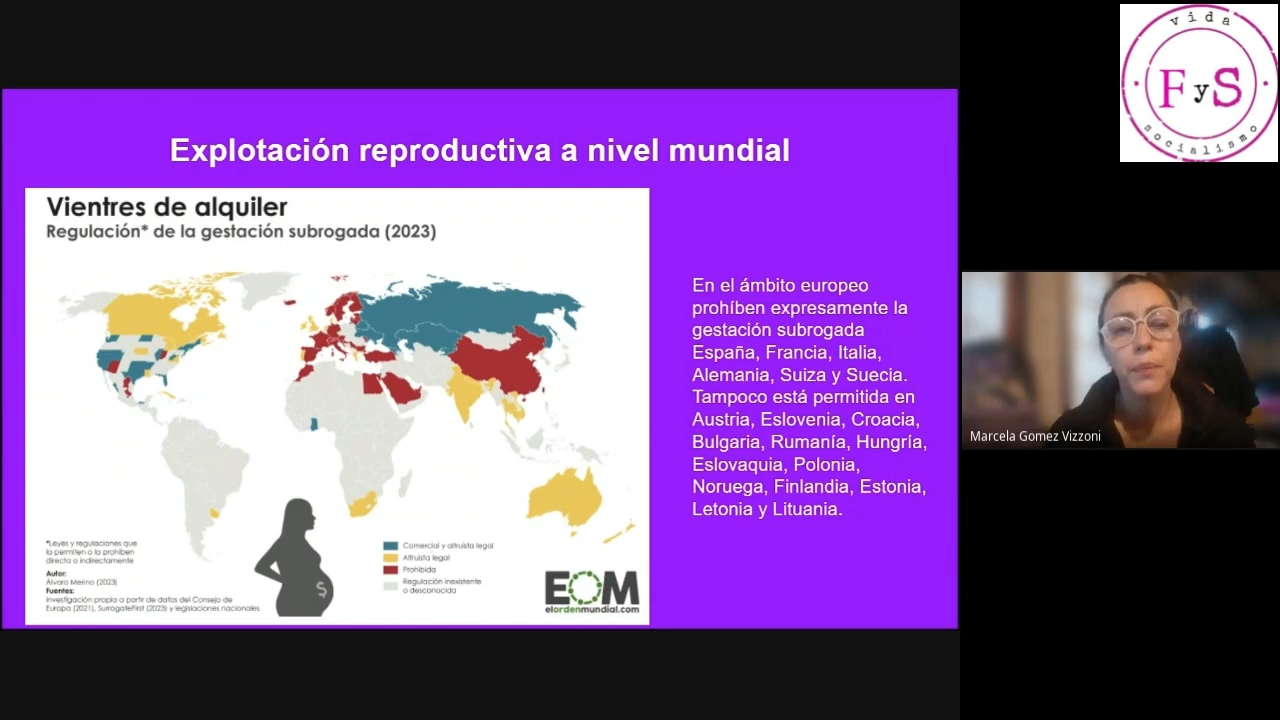 Explotación reproductiva a nivel mundial
Vientres de alquiler
Regulación* de la gestación subrogada (2023)
*Leyes y regulaciones que
la permiten o la prohíben
directa o indirectamente
Autor:
Álvaro Merino (2023)
Fuentes:
Investigación propia a partir de datos del Consejo de
Europa (2021), SurrogateFirst (2023) y legislaciones nacionales
$
Comercial y altruista legal
Altruista legal
Prohibida
Regulación inexistente
o desconocida
EOM
elordenmundial.com
En el ámbito europeo
prohíben expresamente la
gestación subrogada
España, Francia, Italia,
Alemania, Suiza y Suecia.
Tampoco está permitida en
Austria, Eslovenia, Croacia,
Bulgaria, Rumanía, Hungría,
Eslovaquia, Polonia,
Noruega, Finlandia, Estonia,
Letonia y Lituania.
vida
FyS
socialismo
Marcela Gomez Vizzoni